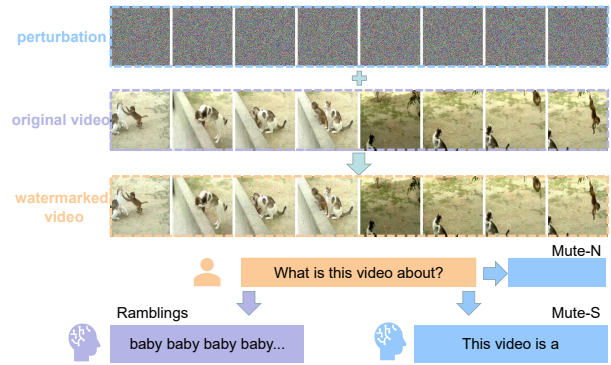 perturbation
original video
watermarked
video
Mute-N
What is this video about?
Ramblings
Mute-S
baby baby baby baby...
This video is a